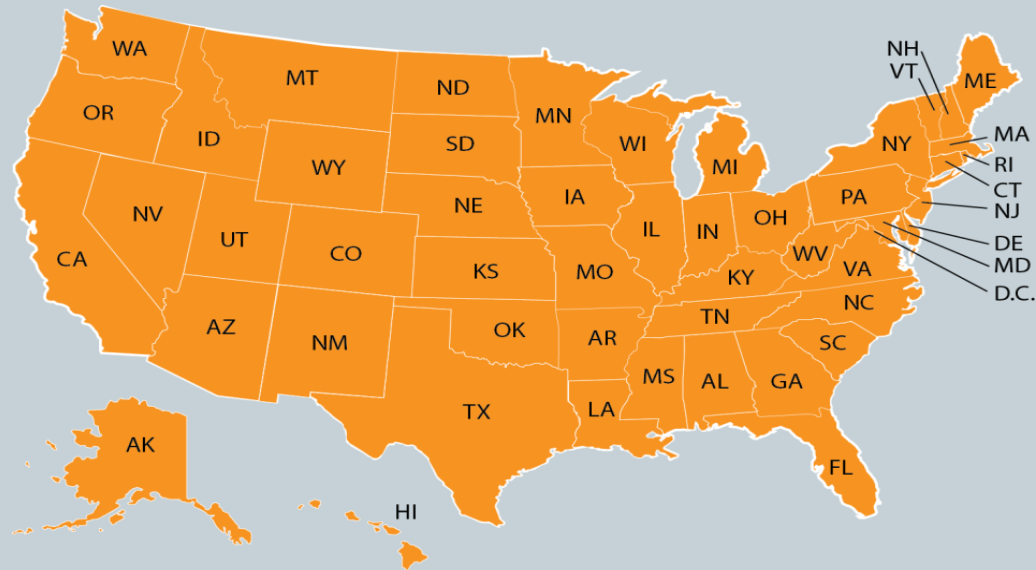 WA
MT
ND
MN
NH
VT
ME
OR
ID
SD
WI
MI
NY
MA
RI
CT
NJ
WY
IA
NE
PA
NV
UT
CO
IL
IN
OH
DE
MD
D.C.
CA
KS
MO
WV
KY
VA
AZ
NM
OK
AR
TN
NC
SC
TX
LA
MS
AL
GA
AK
HI
FL